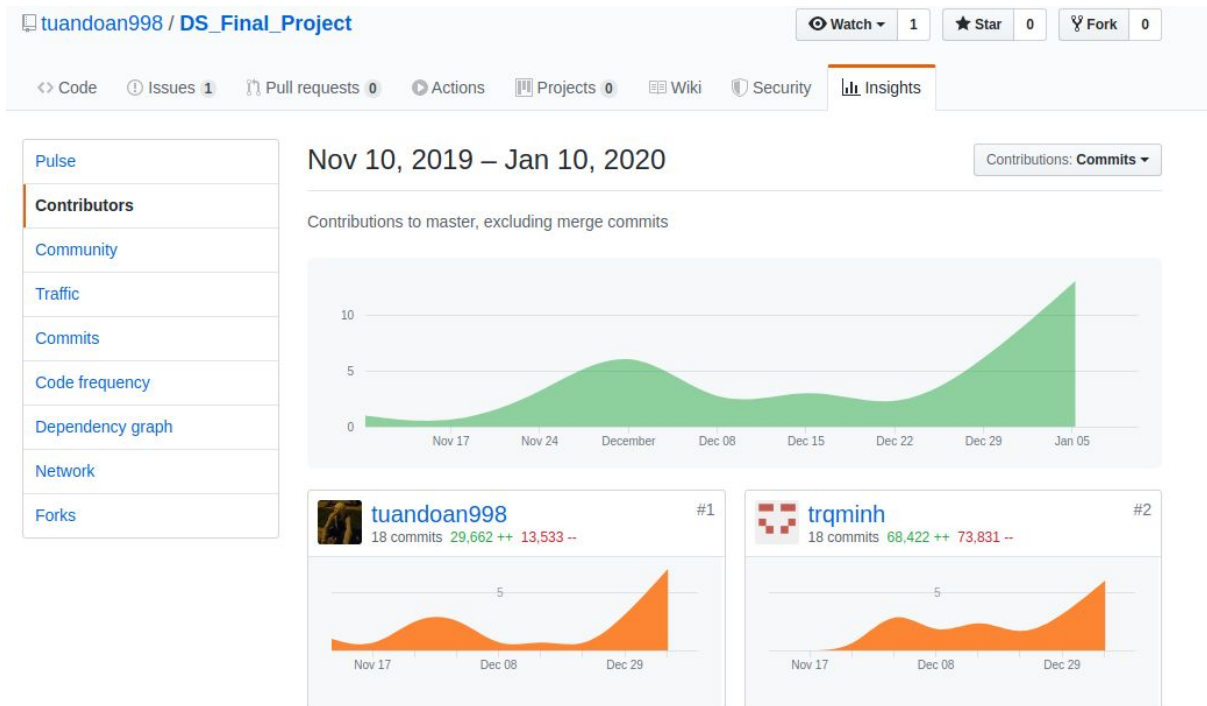 tuandoan998 / DS_Final_Project
Watch 1 Star 0 Fork 0
Code Issues 1 Pull requests 0 Actions Projects 0 Wiki Security Insights
Pulse
Contributors
Community
Traffic
Commits
Code frequency
Dependency graph
Network
Forks
Nov 10, 2019 – Jan 10, 2020
Contributions: Commits
Contributions to master, excluding merge commits
10
5
0
Nov 17 Nov 24 December Dec 08 Dec 15 Dec 22 Dec 29 Jan 05
tuandoan998 #1
18 commits 29,662 ++ 13,533 --
5
Nov 17 Dec 08 Dec 29
trqminh #2
18 commits 68,422 ++ 73,831 --
5
Nov 17 Dec 08 Dec 29